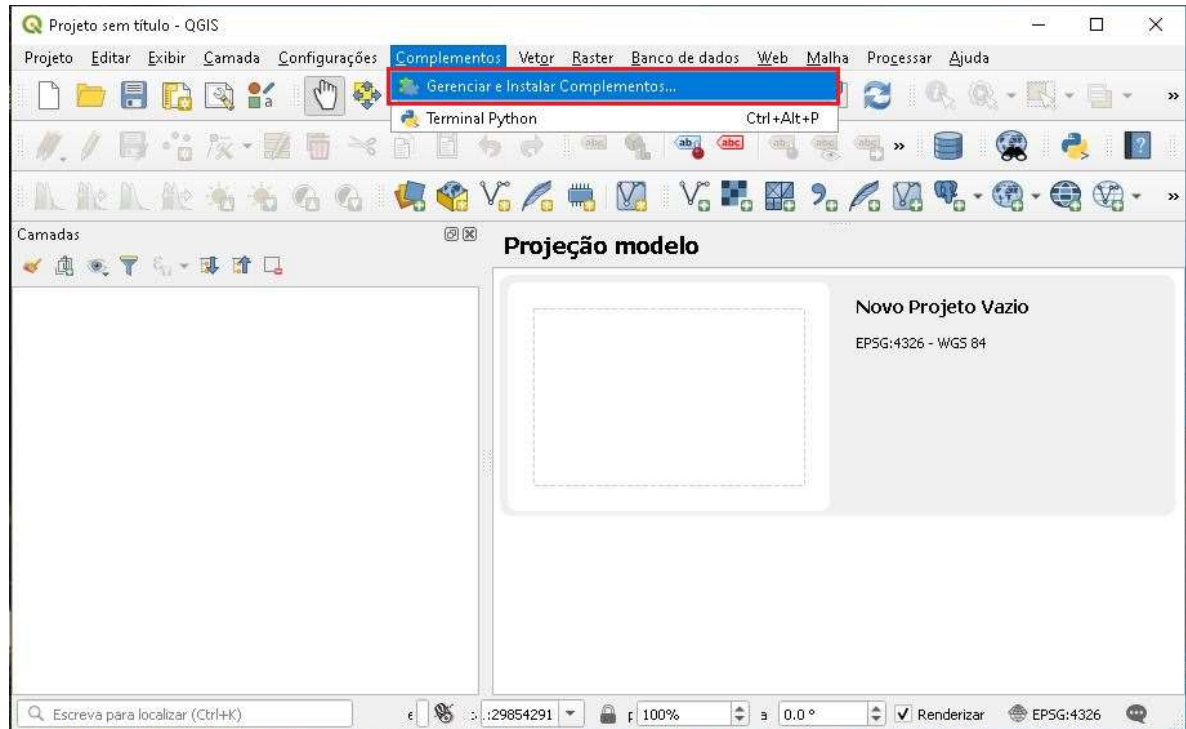 Projeto sem título - QGIS
Projeto Editar Exibir Camada Configurações Complementos Vetor Raster Banco de dados Web Malha Processar Ajuda
Gerenciar e Instalar Complementos...
Terminal Python Ctrl+Alt+P
Camadas
Projeção modelo
Novo Projeto Vazio
EPSG:4326 - WGS 84
Escreva para localizar (Ctrl+K) :29854291 100% 0.0 ° Renderizar EPSG:4326